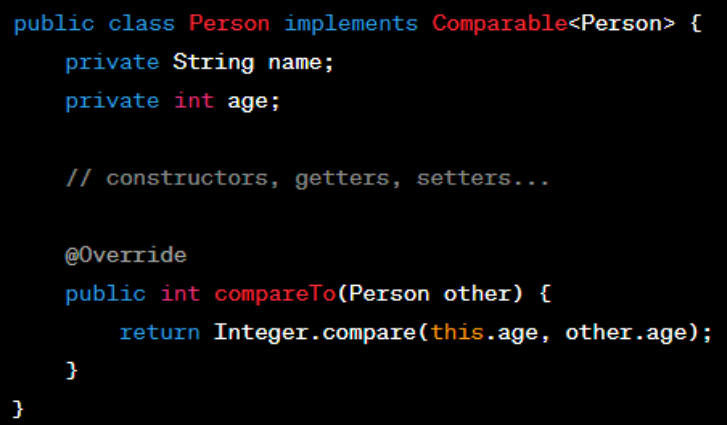 public class Person implements Comparable<Person> {
    private String name;
    private int age;

    // constructors, getters, setters...

    @Override
    public int compareTo(Person other) {
        return Integer.compare(this.age, other.age);
    }
}